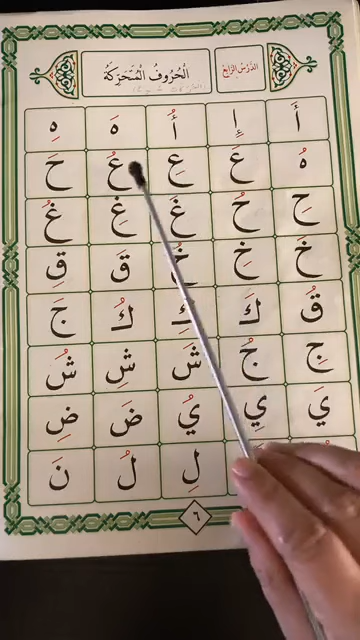 الدَّرْسُ الرَّابِعُ
الْحُرُوفُ الْمُتَحَرِّكَةُ
أَ إِ أُ هَ هِ
هُ عَ عِ عُ حَ
حِ حُ غَ غِ غُ
خَ خِ خُ قَ قِ
قُ كَ كِ كُ جَ
جِ جُ شَ شِ شُ
يَ يِ يُ ضَ ضِ
لِ لُ نَ
٦